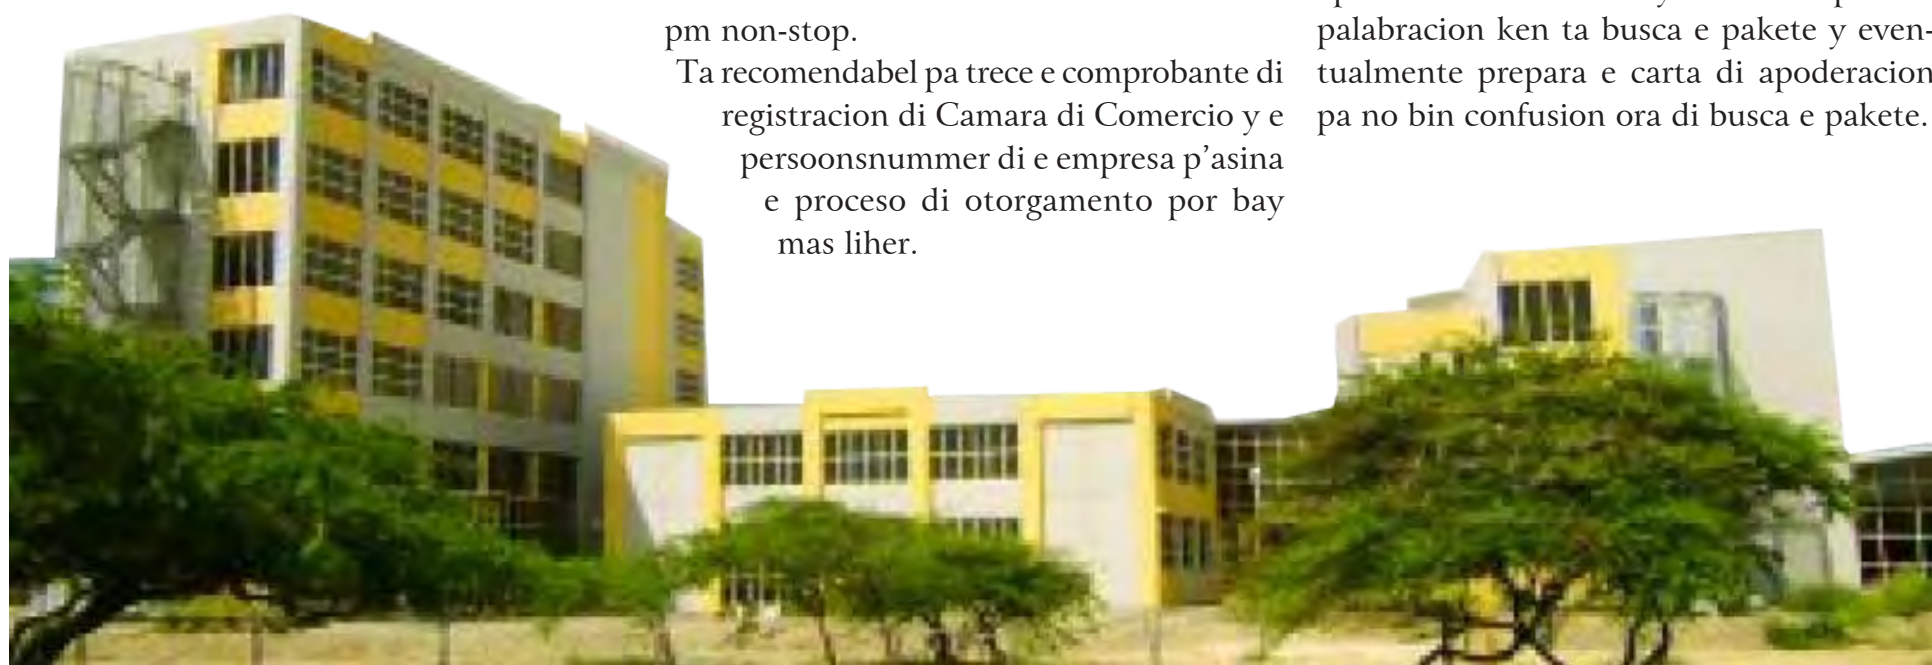 pm non-stop.
Ta recomendabel pa trece e comprobante di
registracion di Camara di Comercio y e
persoonsnummer di e empresa p’asina
e proceso di otorgamento por bay
mas liher.
palabracion ken ta busca e pakete y even-
tualmente prepara e carta di apoderacion
pa no bin confusion ora di busca e pakete.